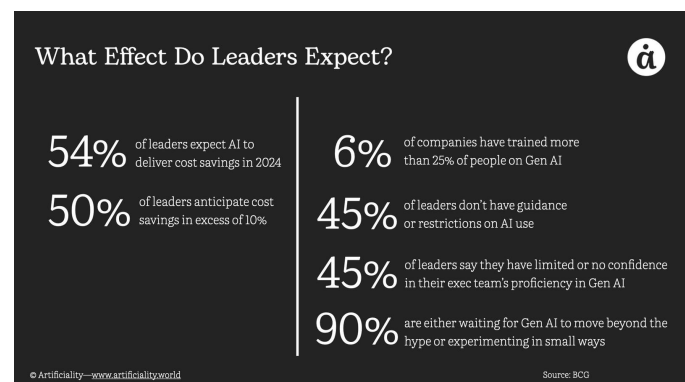 What Effect Do Leaders Expect?
ȧ
54%
of leaders expect AI to
deliver cost savings in 2024
50%
of leaders anticipate cost
savings in excess of 10%
6%
of companies have trained more
than 25% of people on Gen AI
45%
of leaders don’t have guidance
or restrictions on AI use
45%
of leaders say they have limited or no confidence
in their exec team’s proficiency in Gen AI
90%
are either waiting for Gen AI to move beyond the
hype or experimenting in small ways
© Artificiality—www.artificiality.world
Source: BCG